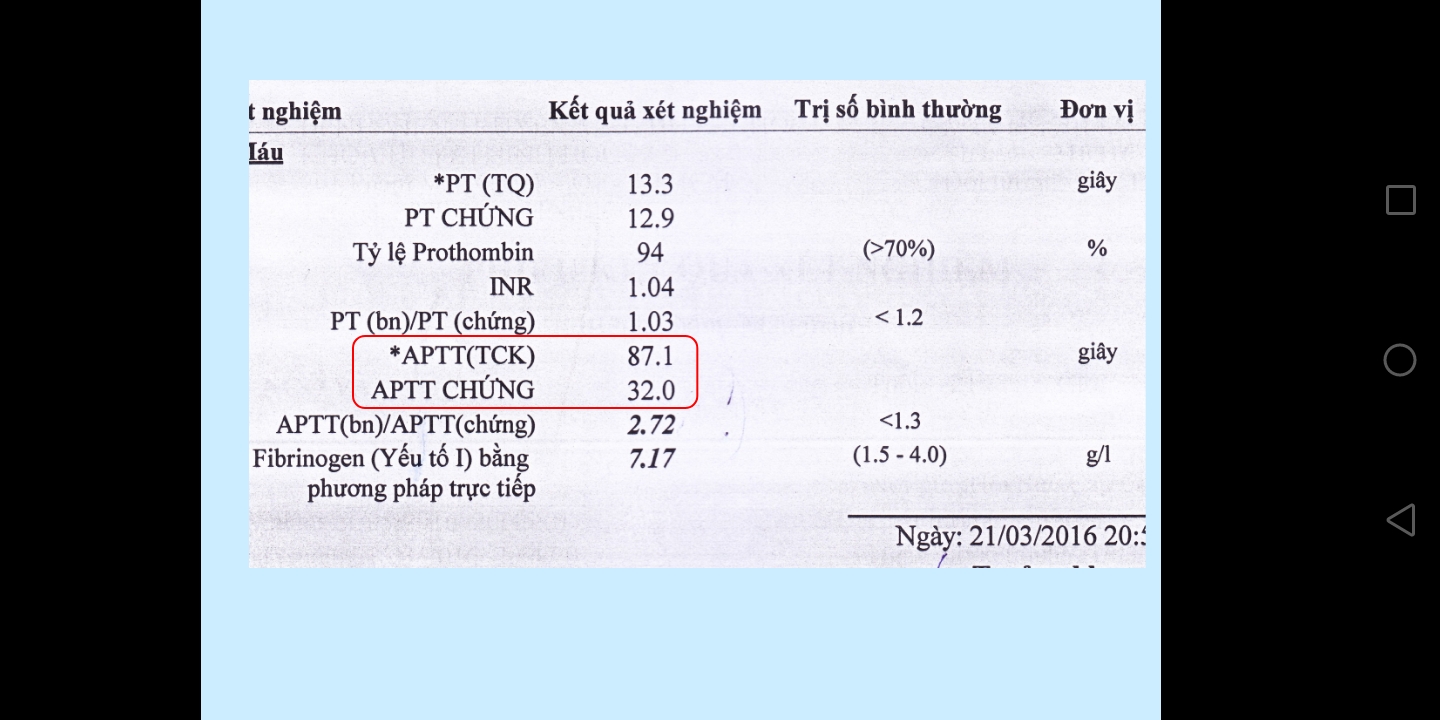 t nghiệm Kết quả xét nghiệm Trị số bình thường Đơn vị
Máu
*PT (TQ) 13.3 giây
PT CHỨNG 12.9
Tỷ lệ Prothombin 94 (>70%) %
INR 1.04
PT (bn)/PT (chứng) 1.03 < 1.2
*APTT(TCK) 87.1 giây
APTT CHỨNG 32.0
APTT(bn)/APTT(chứng) 2.72 <1.3
Fibrinogen (Yếu tố I) bằng 7.17 (1.5 - 4.0) g/l
phương pháp trực tiếp
Ngày: 21/03/2016 20: